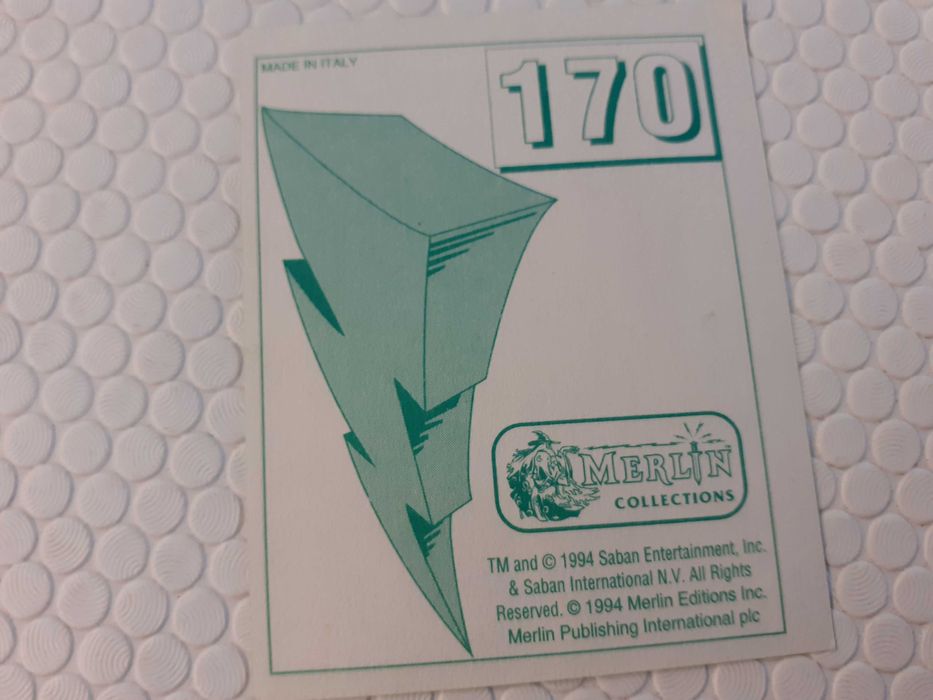 MADE IN ITALY
170
MERLIN
COLLECTIONS
TM and © 1994 Saban Entertainment, Inc.
& Saban International N.V. All Rights
Reserved. © 1994 Merlin Editions Inc.
Merlin Publishing International plc